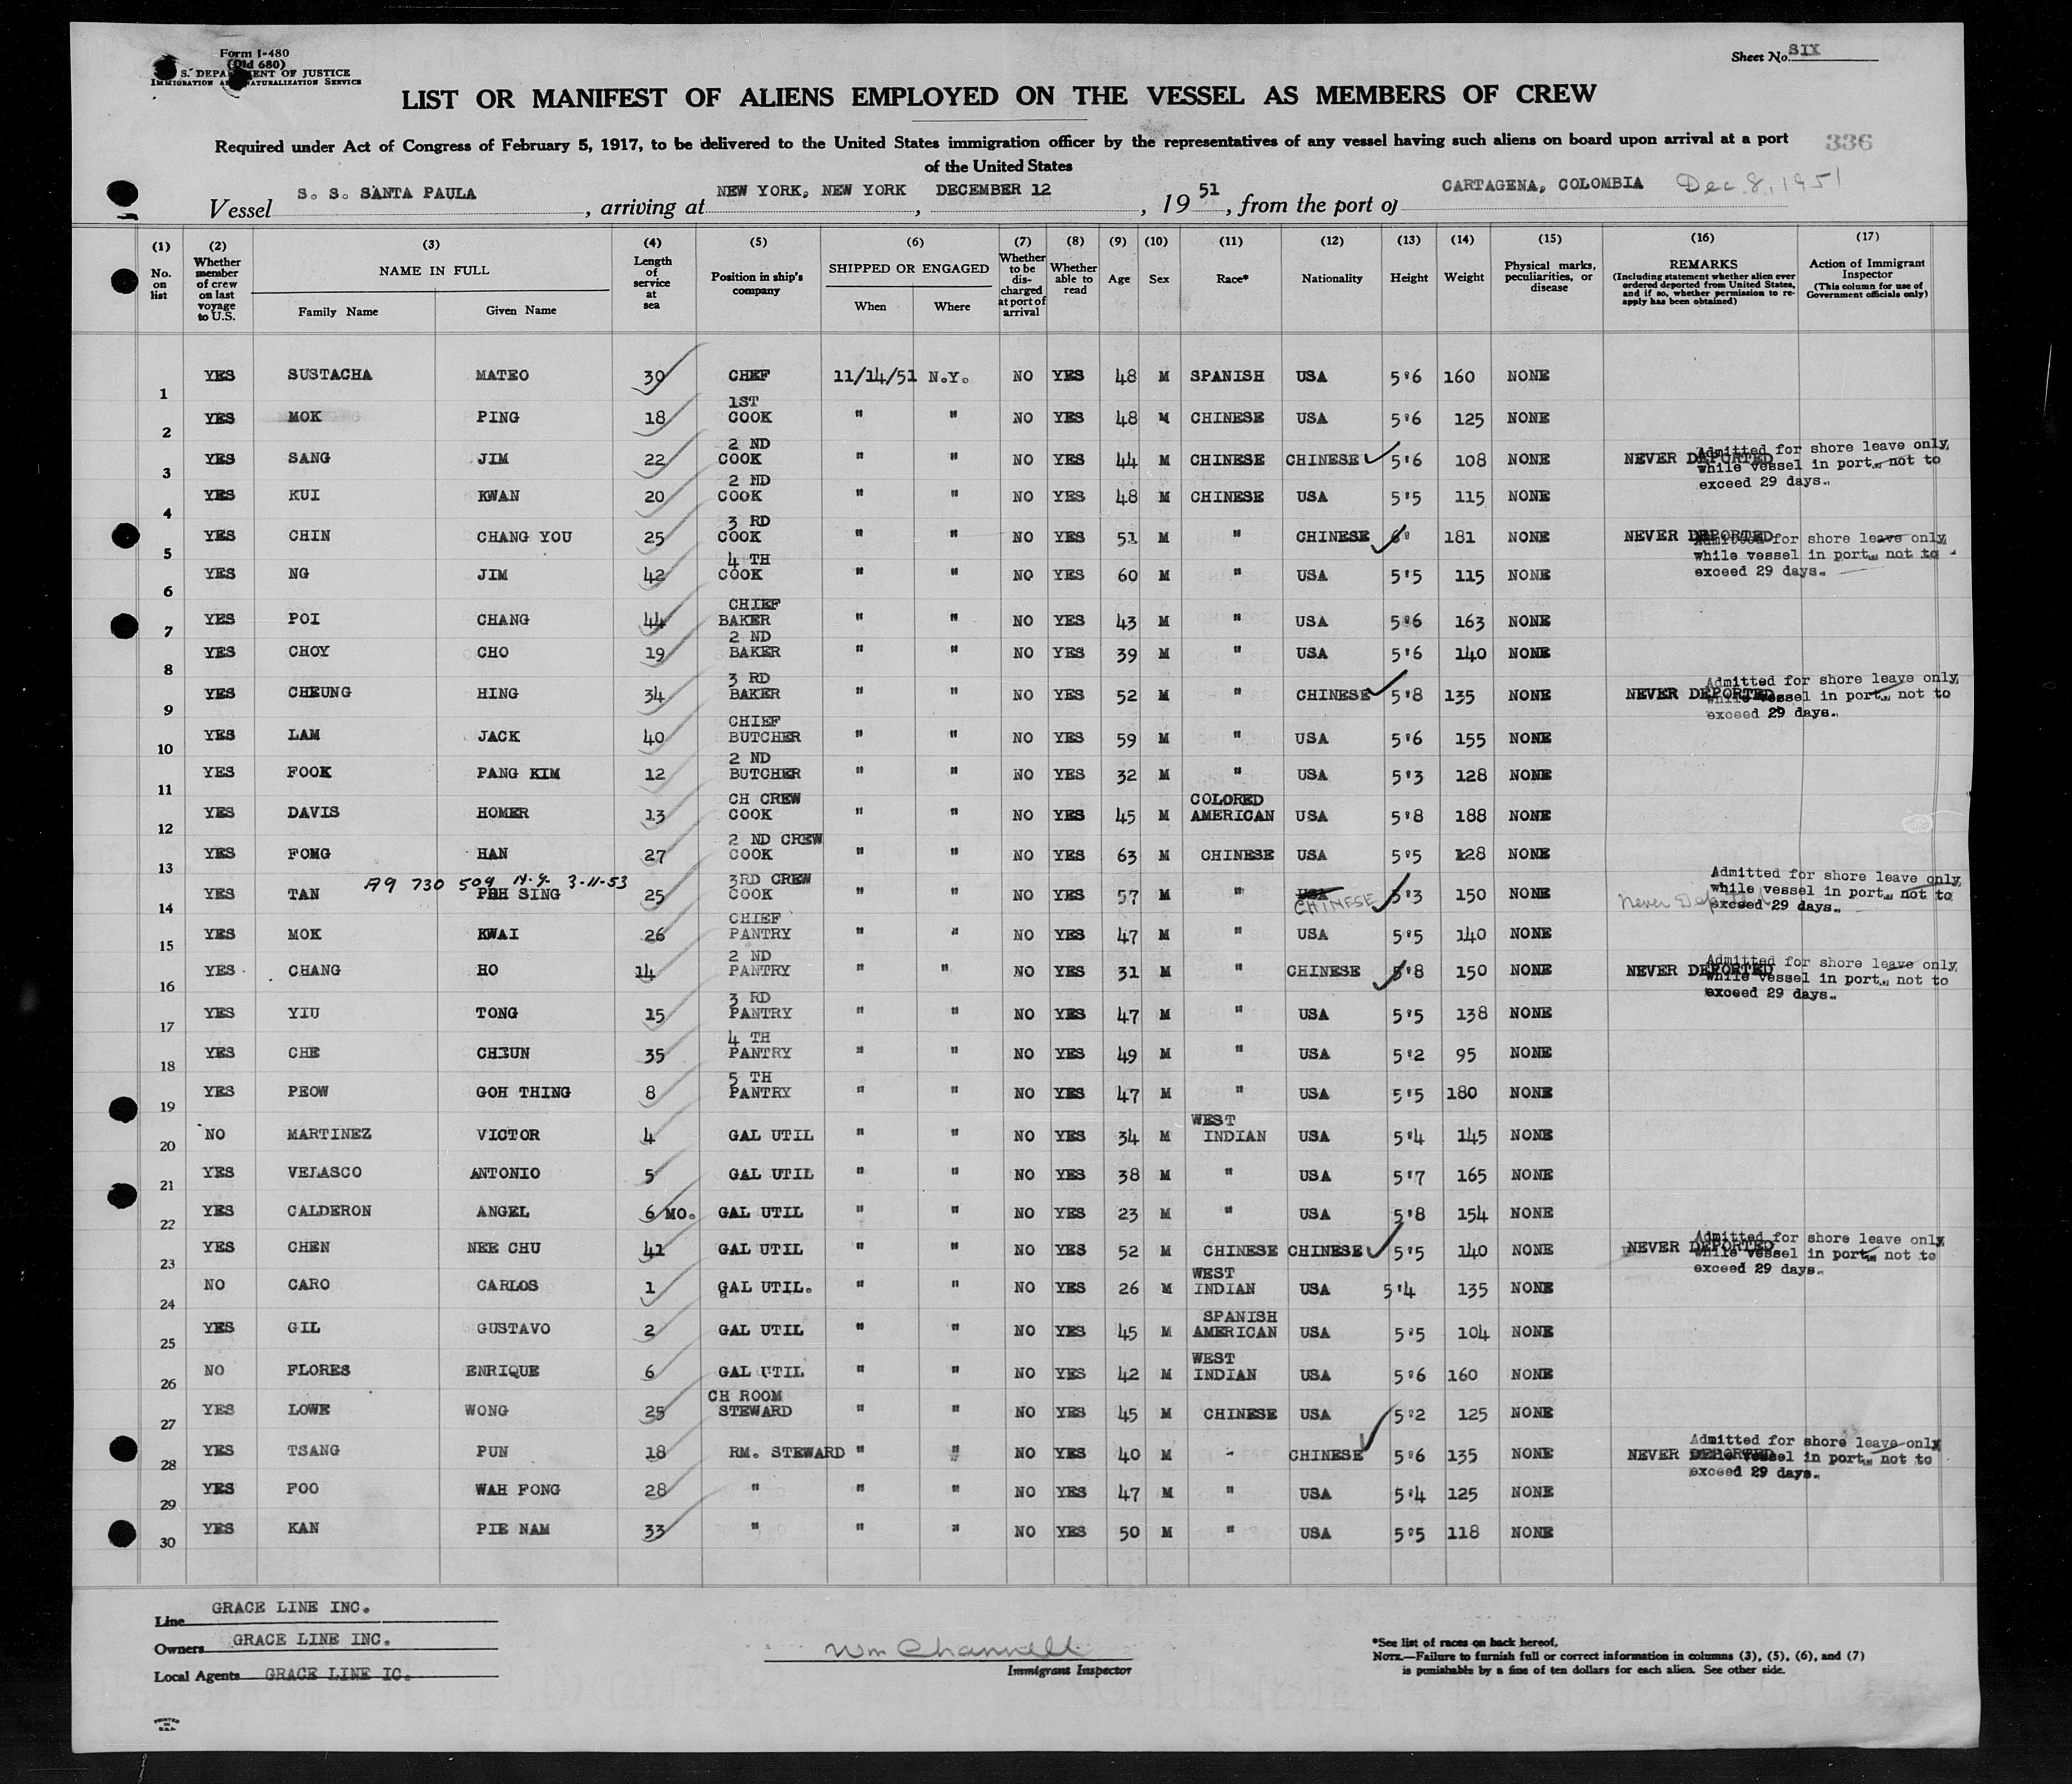 Form I-480
(Old 680)
U. S. DEPARTMENT OF JUSTICE
IMMIGRATION AND NATURALIZATION SERVICE
Sheet No. SIX
LIST OR MANIFEST OF ALIENS EMPLOYED ON THE VESSEL AS MEMBERS OF CREW
Required under Act of Congress of February 5, 1917, to be delivered to the United States immigration officer by the representatives of any vessel having such aliens on board upon arrival at a port
of the United States
336
Vessel S. S. SANTA PAULA , arriving at NEW YORK, NEW YORK , DECEMBER 12 , 19 51 , from the port of CARTAGENA, COLOMBIA Dec 8, 1951
(1) No. on list
(2) Whether member of crew on last voyage to U.S.
(3) NAME IN FULL Family Name Given Name
(4) Length of service at sea
(5) Position in ship's company
(6) SHIPPED OR ENGAGED When Where
(7) Whether to be discharged at port of arrival
(8) Whether able to read
(9) Age
(10) Sex
(11) Race*
(12) Nationality
(13) Height
(14) Weight
(15) Physical marks, peculiarities, or disease
(16) REMARKS (Including statement whether alien ever ordered deported from United States, and if so, whether permission to reapply has been obtained)
(17) Action of Immigrant Inspector (This column for use of Government officials only)
1 YES SUSTACHA MATEO 30 CHEF 11/14/51 N.Y. NO YES 48 M SPANISH USA 5'6 160 NONE
2 YES MOK PING 18 1ST COOK " " NO YES 48 M CHINESE USA 5'6 125 NONE
3 YES SANG JIM 22 2 ND COOK " " NO YES 44 M CHINESE CHINESE 5'6 108 NONE NEVER DEPORTED Admitted for shore leave only, while vessel in port, not to exceed 29 days.
4 YES KUI KWAN 20 2 ND COOK " " NO YES 48 M CHINESE USA 5'5 115 NONE
5 YES CHIN CHANG YOU 25 3 RD COOK " " NO YES 51 M " CHINESE 6' 181 NONE NEVER DEPORTED Admitted for shore leave only, while vessel in port, not to exceed 29 days.
6 YES NG JIM 42 4 TH COOK " " NO YES 60 M " USA 5'5 115 NONE
7 YES POI CHANG 44 CHIEF BAKER " " NO YES 43 M " USA 5'6 163 NONE
8 YES CHOY CHO 19 2 ND BAKER " " NO YES 39 M " USA 5'6 140 NONE
9 YES CHEUNG HING 34 3 RD BAKER " " NO YES 52 M " CHINESE 5'8 135 NONE NEVER DEPORTED Admitted for shore leave only, while vessel in port, not to exceed 29 days.
10 YES LAM JACK 40 CHIEF BUTCHER " " NO YES 59 M " USA 5'6 155 NONE
11 YES FOOK PANG KIM 12 2 ND BUTCHER " " NO YES 32 M " USA 5'3 128 NONE
12 YES DAVIS HOMER 13 CH CREW COOK " " NO YES 45 M COLORED AMERICAN USA 5'8 188 NONE
13 YES FONG HAN 27 2 ND CREW COOK " " NO YES 63 M CHINESE USA 5'5 128 NONE
A9 730 509 N.Y. 3-11-53
14 YES TAN PEH SING 25 3RD CREW COOK " " NO YES 57 M " USA CHINESE 5'3 150 NONE Never Deported Admitted for shore leave only, while vessel in port, not to exceed 29 days.
15 YES MOK KWAI 26 CHIEF PANTRY " " NO YES 47 M " USA 5'5 140 NONE
16 YES CHANG HO 14 2 ND PANTRY " " NO YES 31 M " CHINESE 5'8 150 NONE NEVER DEPORTED Admitted for shore leave only, while vessel in port, not to exceed 29 days.
17 YES YIU TONG 15 3 RD PANTRY " " NO YES 47 M " USA 5'5 138 NONE
18 YES CHE CHEUN 35 4 TH PANTRY " " NO YES 49 M " USA 5'2 95 NONE
19 YES PEOW GOH THING 8 5 TH PANTRY " " NO YES 47 M " USA 5'5 180 NONE
20 NO MARTINEZ VICTOR 4 GAL UTIL " " NO YES 34 M WEST INDIAN USA 5'4 145 NONE
21 YES VELASCO ANTONIO 5 GAL UTIL " " NO YES 38 M " USA 5'7 165 NONE
22 YES CALDERON ANGEL 6 MO. GAL UTIL " " NO YES 23 M " USA 5'8 154 NONE
23 YES CHEN NEE CHU 41 GAL UTIL " " NO YES 52 M CHINESE CHINESE 5'5 140 NONE NEVER DEPORTED Admitted for shore leave only, while vessel in port, not to exceed 29 days.
24 NO CARO CARLOS 1 GAL UTIL. " " NO YES 26 M WEST INDIAN USA 5'4 135 NONE
25 YES GIL GUSTAVO 2 GAL UTIL " " NO YES 45 M SPANISH AMERICAN USA 5'5 104 NONE
26 NO FLORES ENRIQUE 6 GAL UTIL " " NO YES 42 M WEST INDIAN USA 5'6 160 NONE
27 YES LOWE WONG 25 CH ROOM STEWARD " " NO YES 45 M CHINESE USA 5'2 125 NONE
28 YES TSANG PUN 18 RM. STEWARD " " NO YES 40 M " CHINESE 5'6 135 NONE NEVER DEPORTED Admitted for shore leave only, while vessel in port, not to exceed 29 days.
29 YES FOO WAH FONG 28 " " " NO YES 47 M " USA 5'4 125 NONE
30 YES KAN PIE NAM 33 " " " NO YES 50 M " USA 5'5 118 NONE
Line GRACE LINE INC.
Owners GRACE LINE INC.
Local Agents GRACE LINE IC.
Wm Channell
Immigrant Inspector
*See list of races on back hereof.
NOTE.—Failure to furnish full or correct information in columns (3), (5), (6), and (7)
is punishable by a fine of ten dollars for each alien. See other side.
PRINTED IN U.S.A.